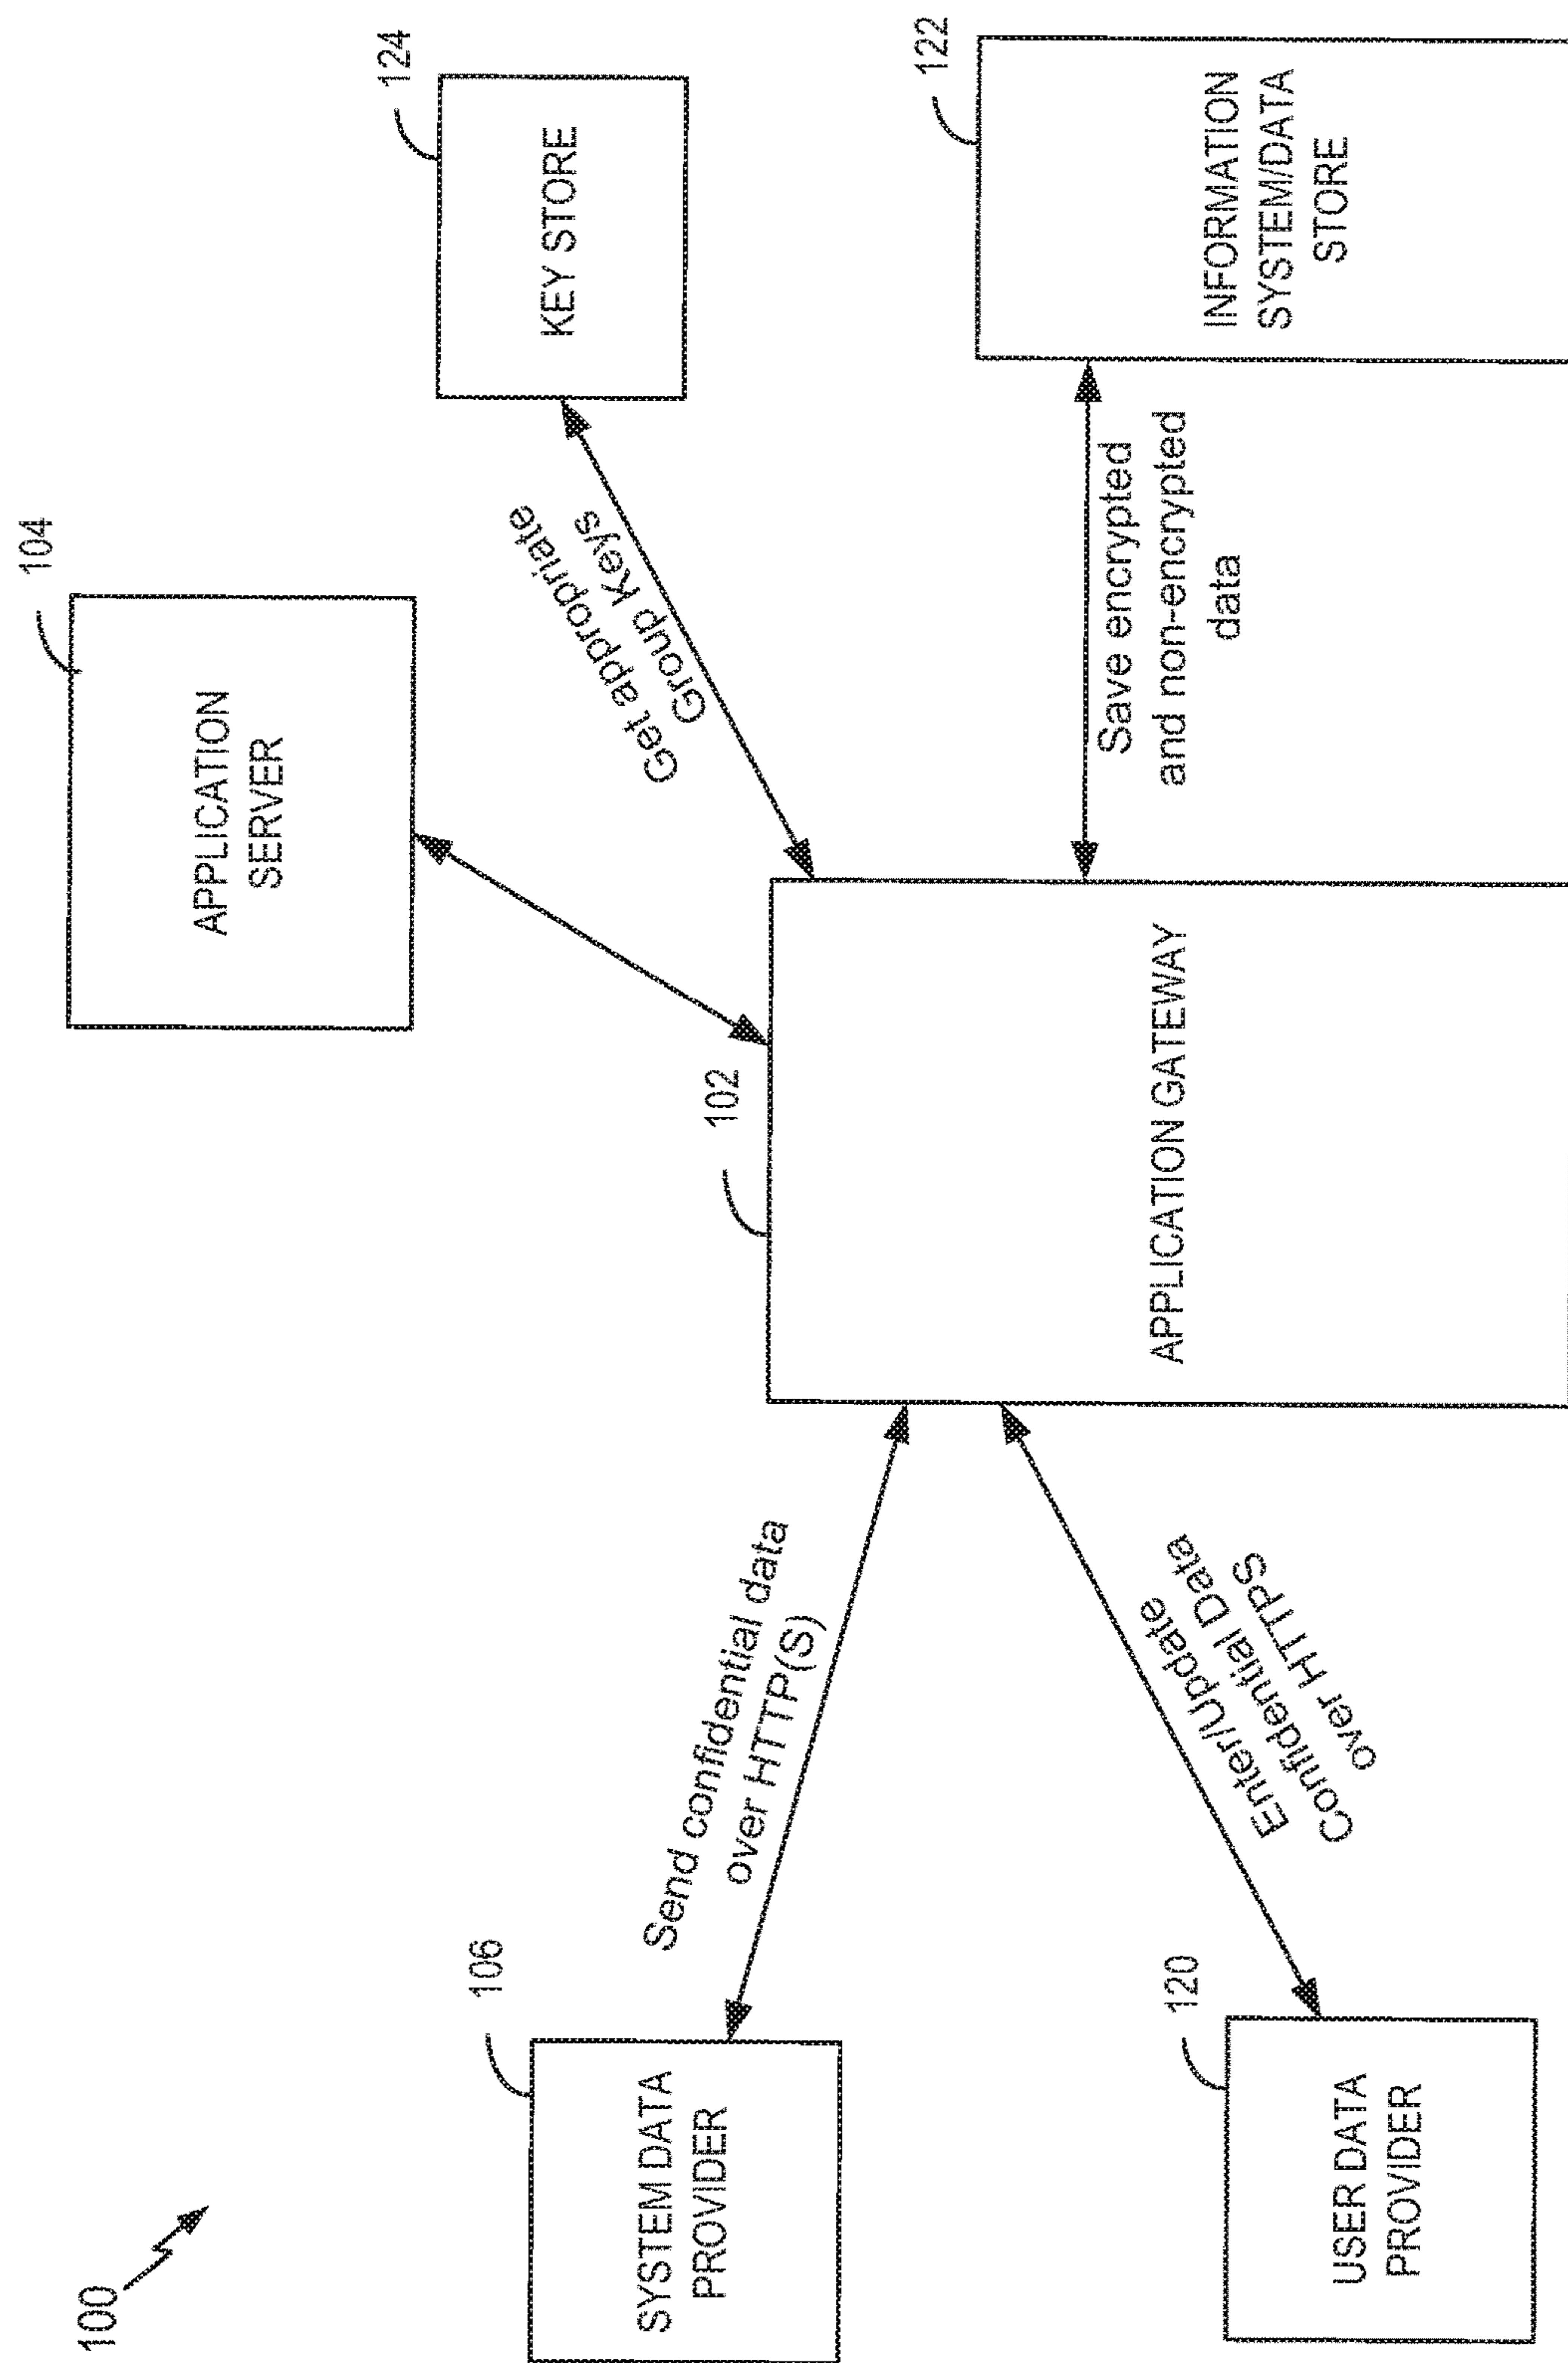 100
104
APPLICATION
SERVER
124
KEY STORE
Get appropriate
Group Keys
106
SYSTEM DATA
PROVIDER
Send confidential data
over HTTP(S)
102
APPLICATION GATEWAY
122
INFORMATION
SYSTEM/DATA
STORE
Save encrypted
and non-encrypted
data
120
USER DATA
PROVIDER
Enter/Update
Confidential Data
over HTTPS